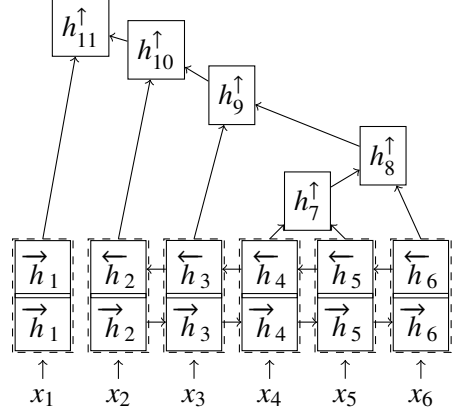 h↑11
h↑10
h↑9
h↑8
h↑7
→h1 ←h2 ←h3 ←h4 ←h5 ←h6
→h1 →h2 →h3 →h4 →h5 →h6
x1 x2 x3 x4 x5 x6